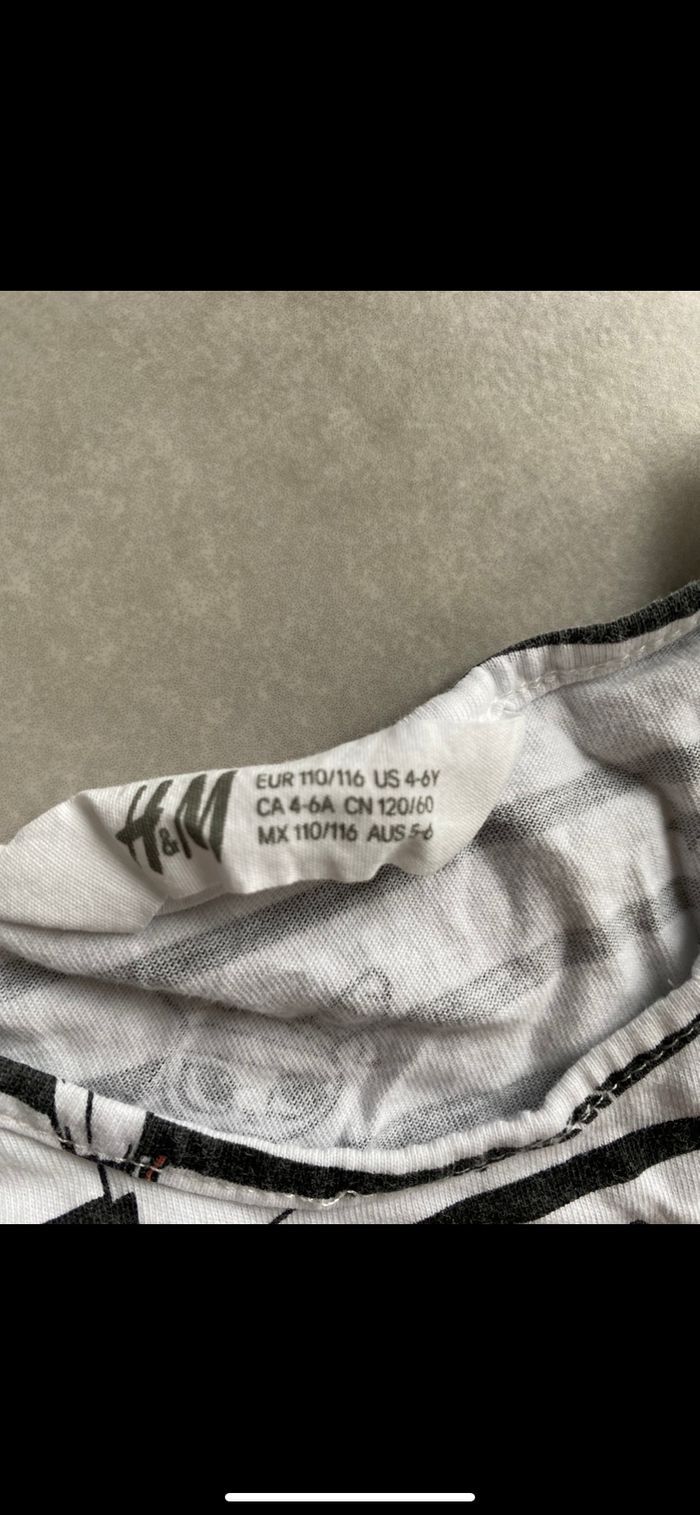 H&M
EUR 110/116 US 4-6Y
CA 4-6A CN 120/60
MX 110/116 AUS 5-6